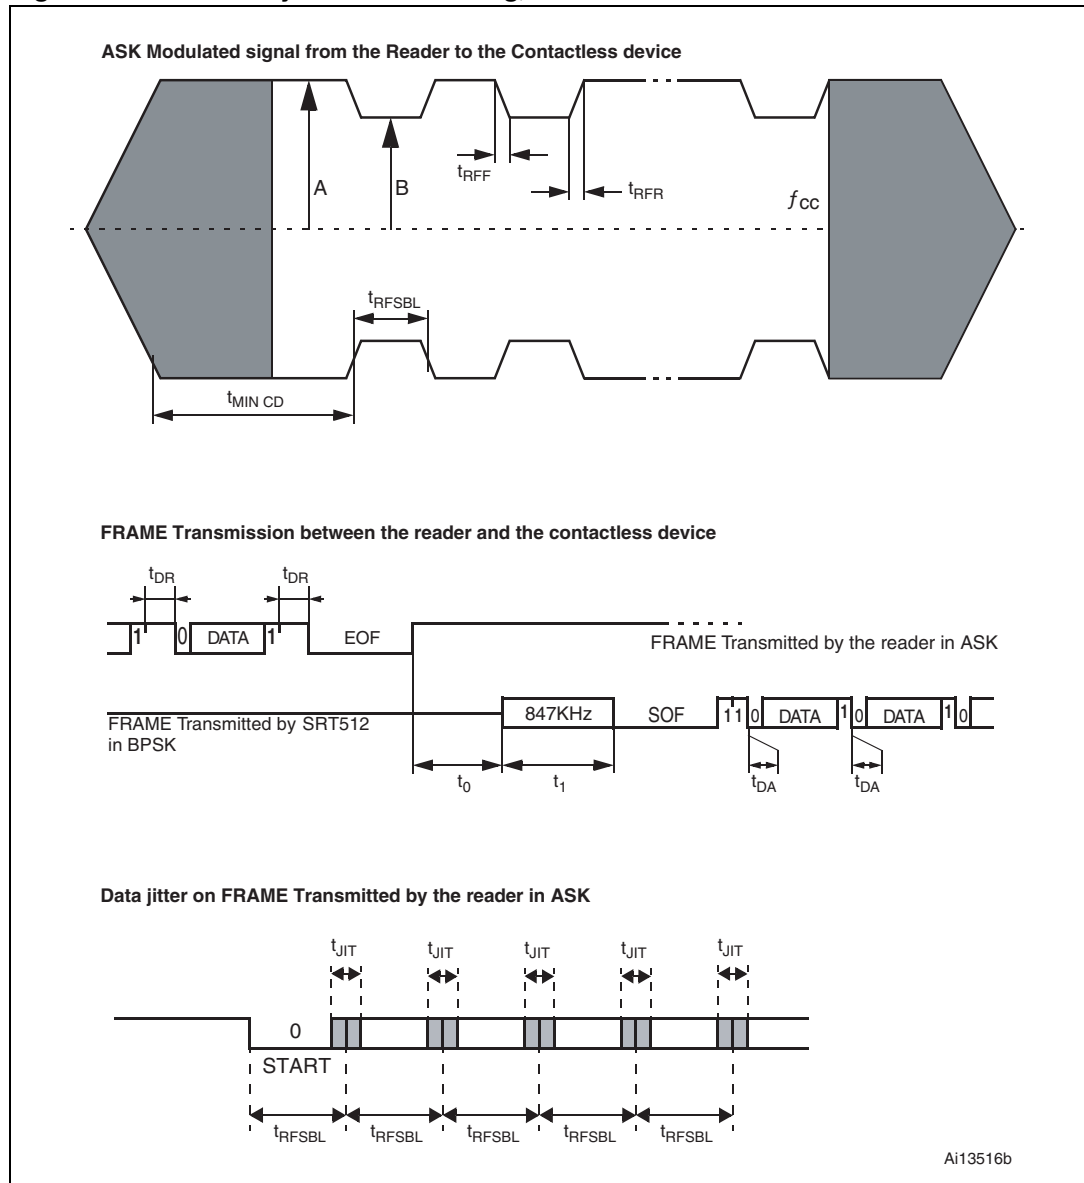 ASK Modulated signal from the Reader to the Contactless device
A
B
tRFF
tRFR
fcc
tRFSBL
tMIN CD
FRAME Transmission between the reader and the contactless device
tDR
tDR
1
0
DATA
1
EOF
FRAME Transmitted by the reader in ASK
847KHz
SOF
1 1 0
DATA
1 0
DATA
1 0
FRAME Transmitted by SRT512
in BPSK
t0
t1
tDA
tDA
Data jitter on FRAME Transmitted by the reader in ASK
tJIT
tJIT
tJIT
tJIT
tJIT
0
START
tRFSBL
tRFSBL
tRFSBL
tRFSBL
tRFSBL
Ai13516b